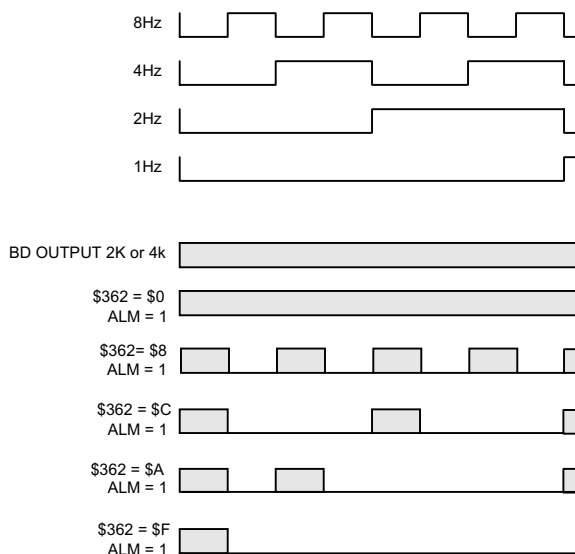 8Hz
4Hz
2Hz
1Hz
BD OUTPUT 2K or 4k
$362 = $0
ALM = 1
$362= $8
ALM = 1
$362 = $C
ALM = 1
$362 = $A
ALM = 1
$362 = $F
ALM = 1